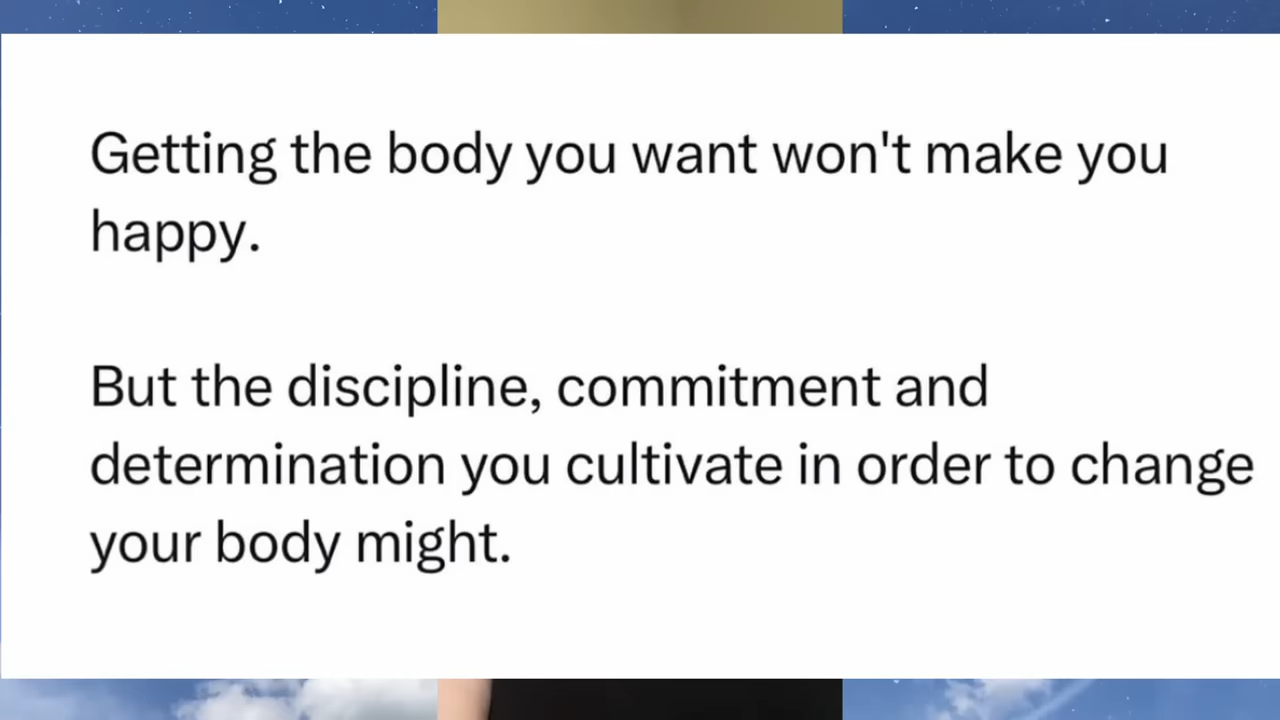 Getting the body you want won't make you
happy.
But the discipline, commitment and
determination you cultivate in order to change
your body might.